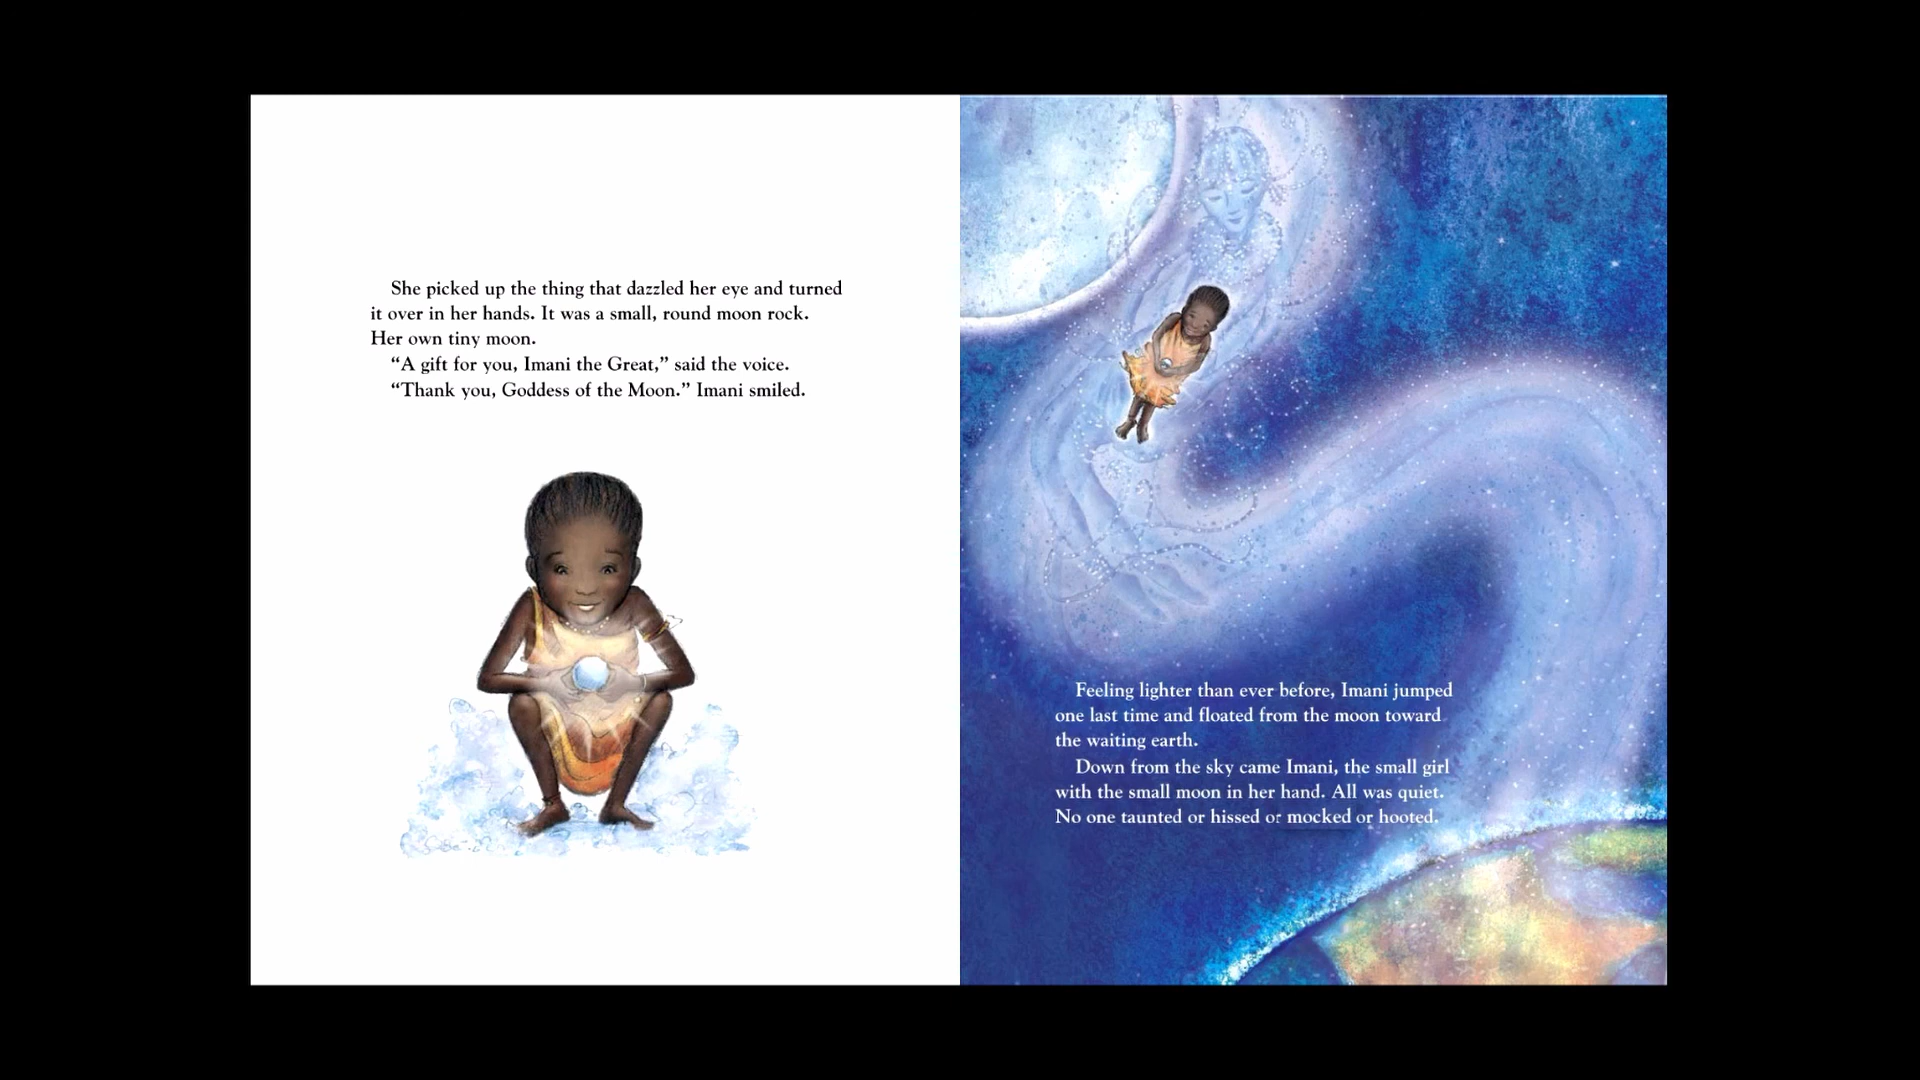 She picked up the thing that dazzled her eye and turned
it over in her hands. It was a small, round moon rock.
Her own tiny moon.
“A gift for you, Imani the Great,” said the voice.
“Thank you, Goddess of the Moon.” Imani smiled.
Feeling lighter than ever before, Imani jumped
one last time and floated from the moon toward
the waiting earth.
Down from the sky came Imani, the small girl
with the small moon in her hand. All was quiet.
No one taunted or hissed or mocked or hooted.